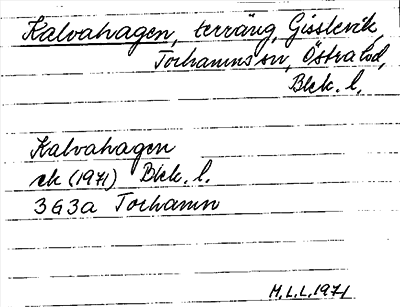 Kalvahagen, terräng, Gisslevik,
Torhamns sn, Östra hd,
Blek. l.
Kalvahagen
ek (1971) Blek. l.
3G3a Torhamn
M.L.L. 1971